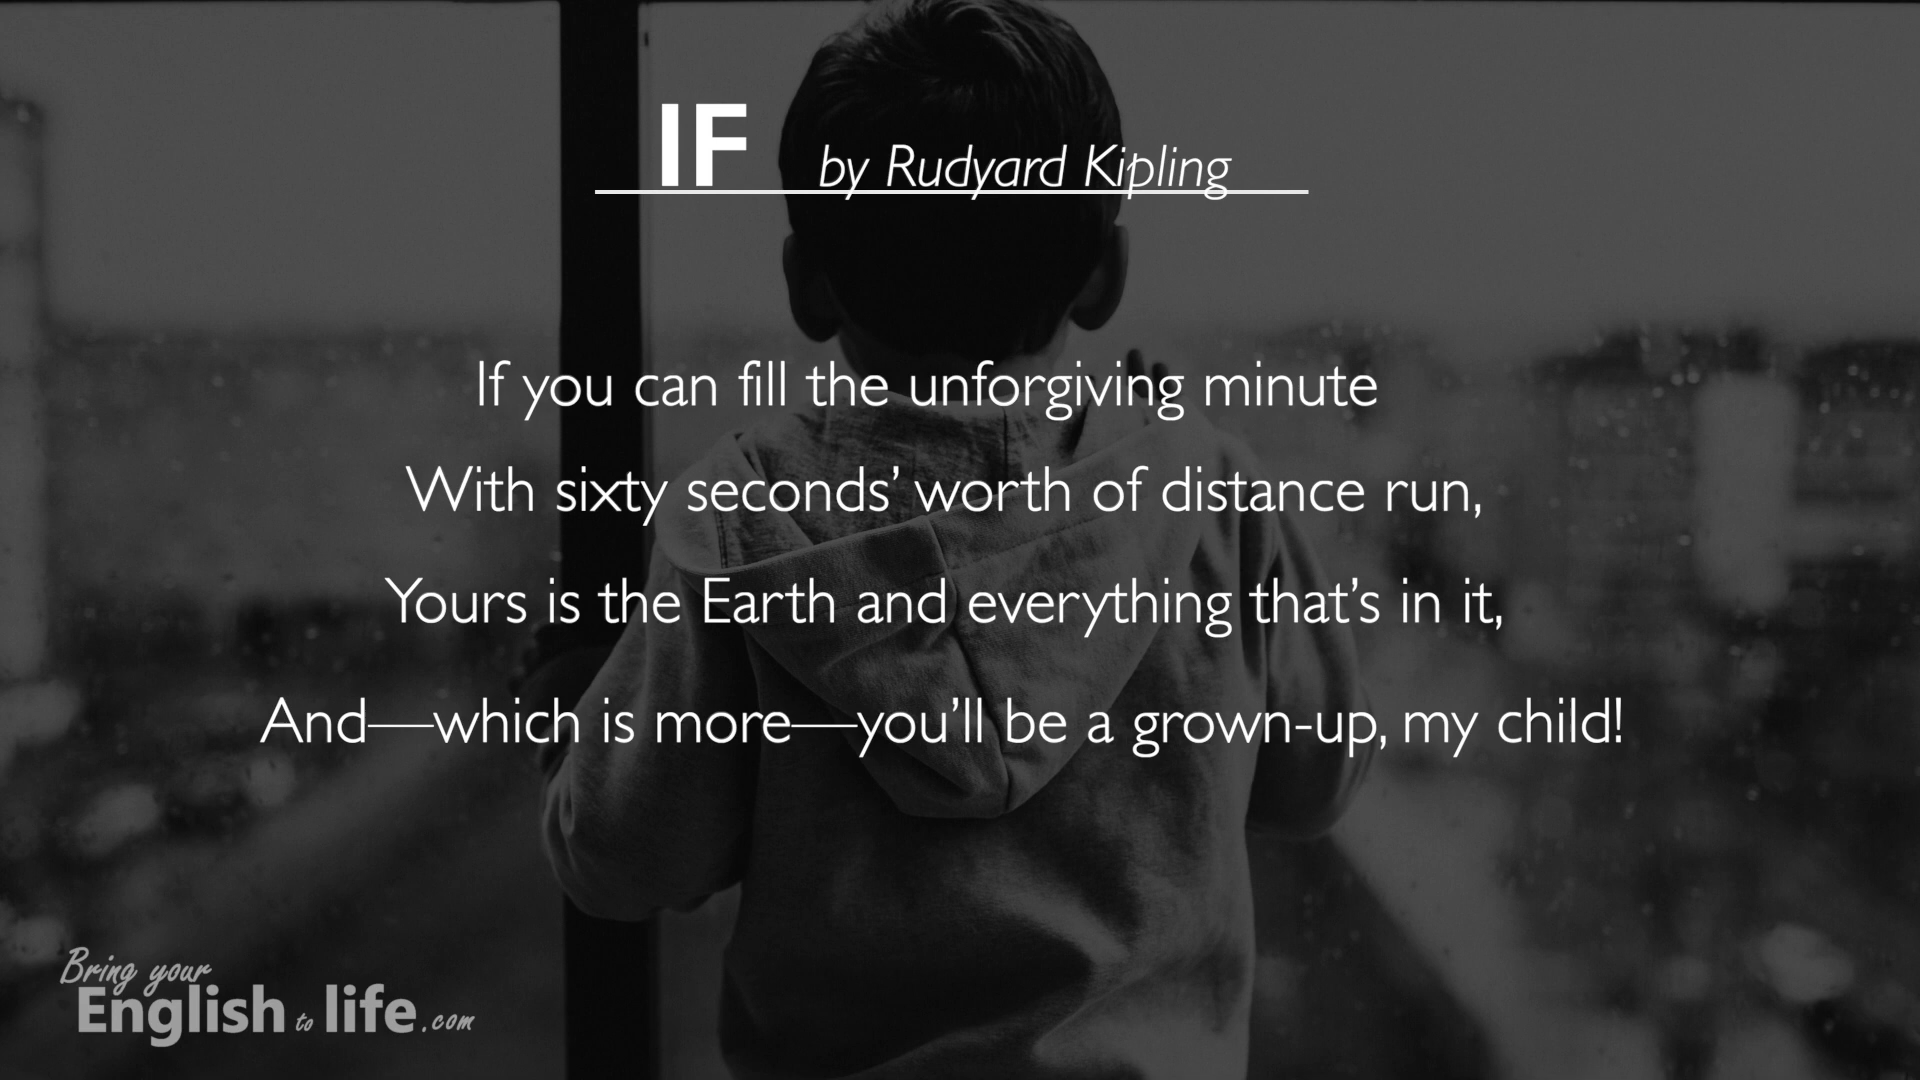 IF by Rudyard Kipling
If you can fill the unforgiving minute
With sixty seconds’ worth of distance run,
Yours is the Earth and everything that’s in it,
And—which is more—you’ll be a grown-up, my child!
Bring your
English to life.com